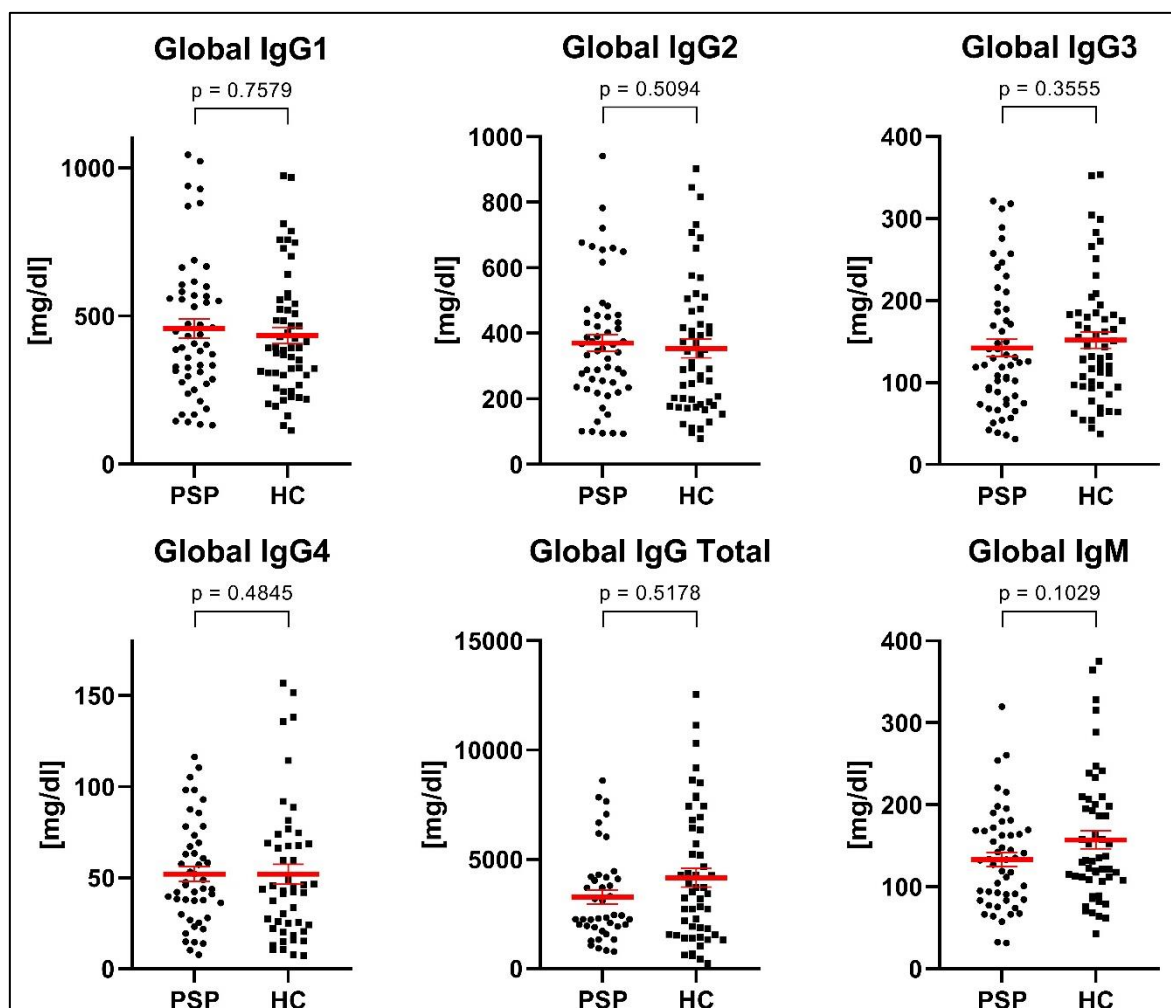 Global IgG1
p = 0.7579
[mg/dl]
1000
500
0
PSP HC
Global IgG2
p = 0.5094
[mg/dl]
1000
800
600
400
200
0
PSP HC
Global IgG3
p = 0.3555
[mg/dl]
400
300
200
100
0
PSP HC
Global IgG4
p = 0.4845
[mg/dl]
150
100
50
0
PSP HC
Global IgG Total
p = 0.5178
[mg/dl]
15000
10000
5000
0
PSP HC
Global IgM
p = 0.1029
[mg/dl]
400
300
200
100
0
PSP HC